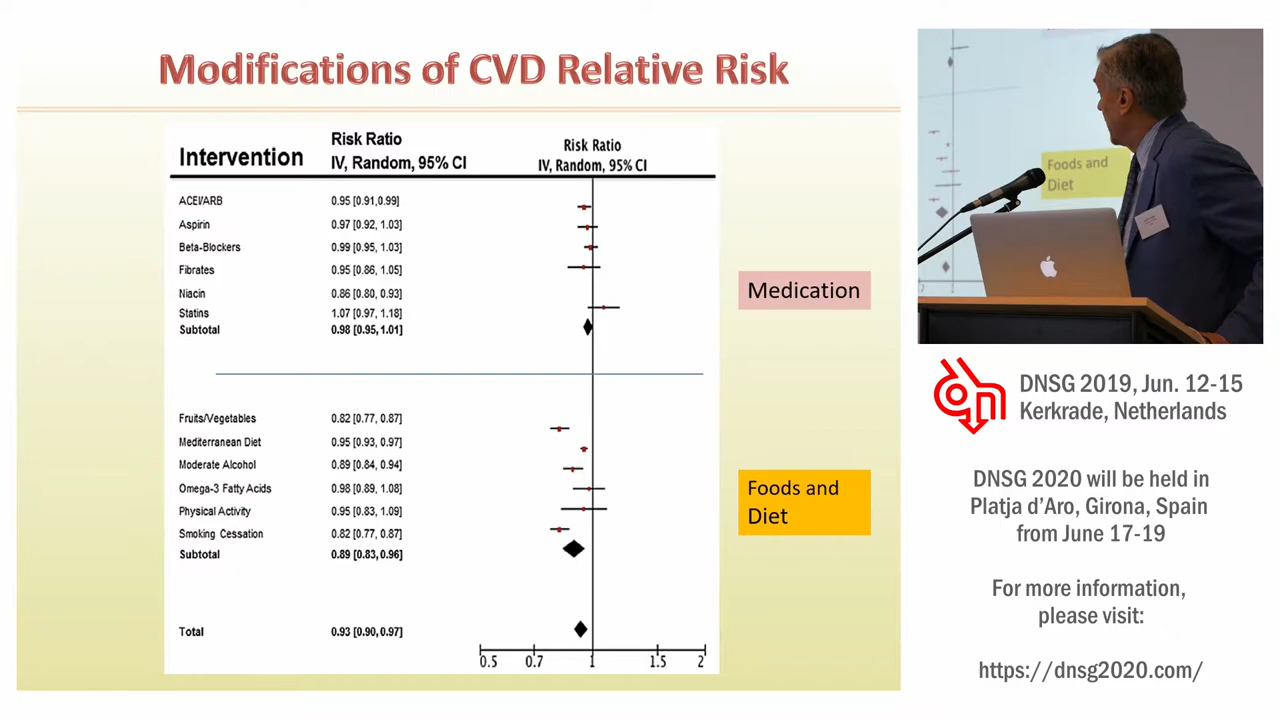 Modifications of CVD Relative Risk
Intervention
Risk Ratio
IV, Random, 95% CI
Risk Ratio
IV, Random, 95% CI
ACEI/ARB 0.95 [0.91,0.99]
Aspirin 0.97 [0.92, 1.03]
Beta-Blockers 0.99 [0.95, 1.03]
Fibrates 0.95 [0.86, 1.05]
Niacin 0.86 [0.80, 0.93]
Statins 1.07 [0.97, 1.18]
Subtotal 0.98 [0.95, 1.01]
Medication
Fruits/Vegetables 0.82 [0.77, 0.87]
Mediterranean Diet 0.95 [0.93, 0.97]
Moderate Alcohol 0.89 [0.84, 0.94]
Omega-3 Fatty Acids 0.98 [0.89, 1.08]
Physical Activity 0.95 [0.83, 1.09]
Smoking Cessation 0.82 [0.77, 0.87]
Subtotal 0.89 [0.83, 0.96]
Foods and
Diet
Total 0.93 [0.90, 0.97]
0.5 0.7 1 1.5 2
Foods and
Diet
DNSG 2019, Jun. 12-15
Kerkrade, Netherlands
DNSG 2020 will be held in
Platja d'Aro, Girona, Spain
from June 17-19
For more information,
please visit:
https://dnsg2020.com/